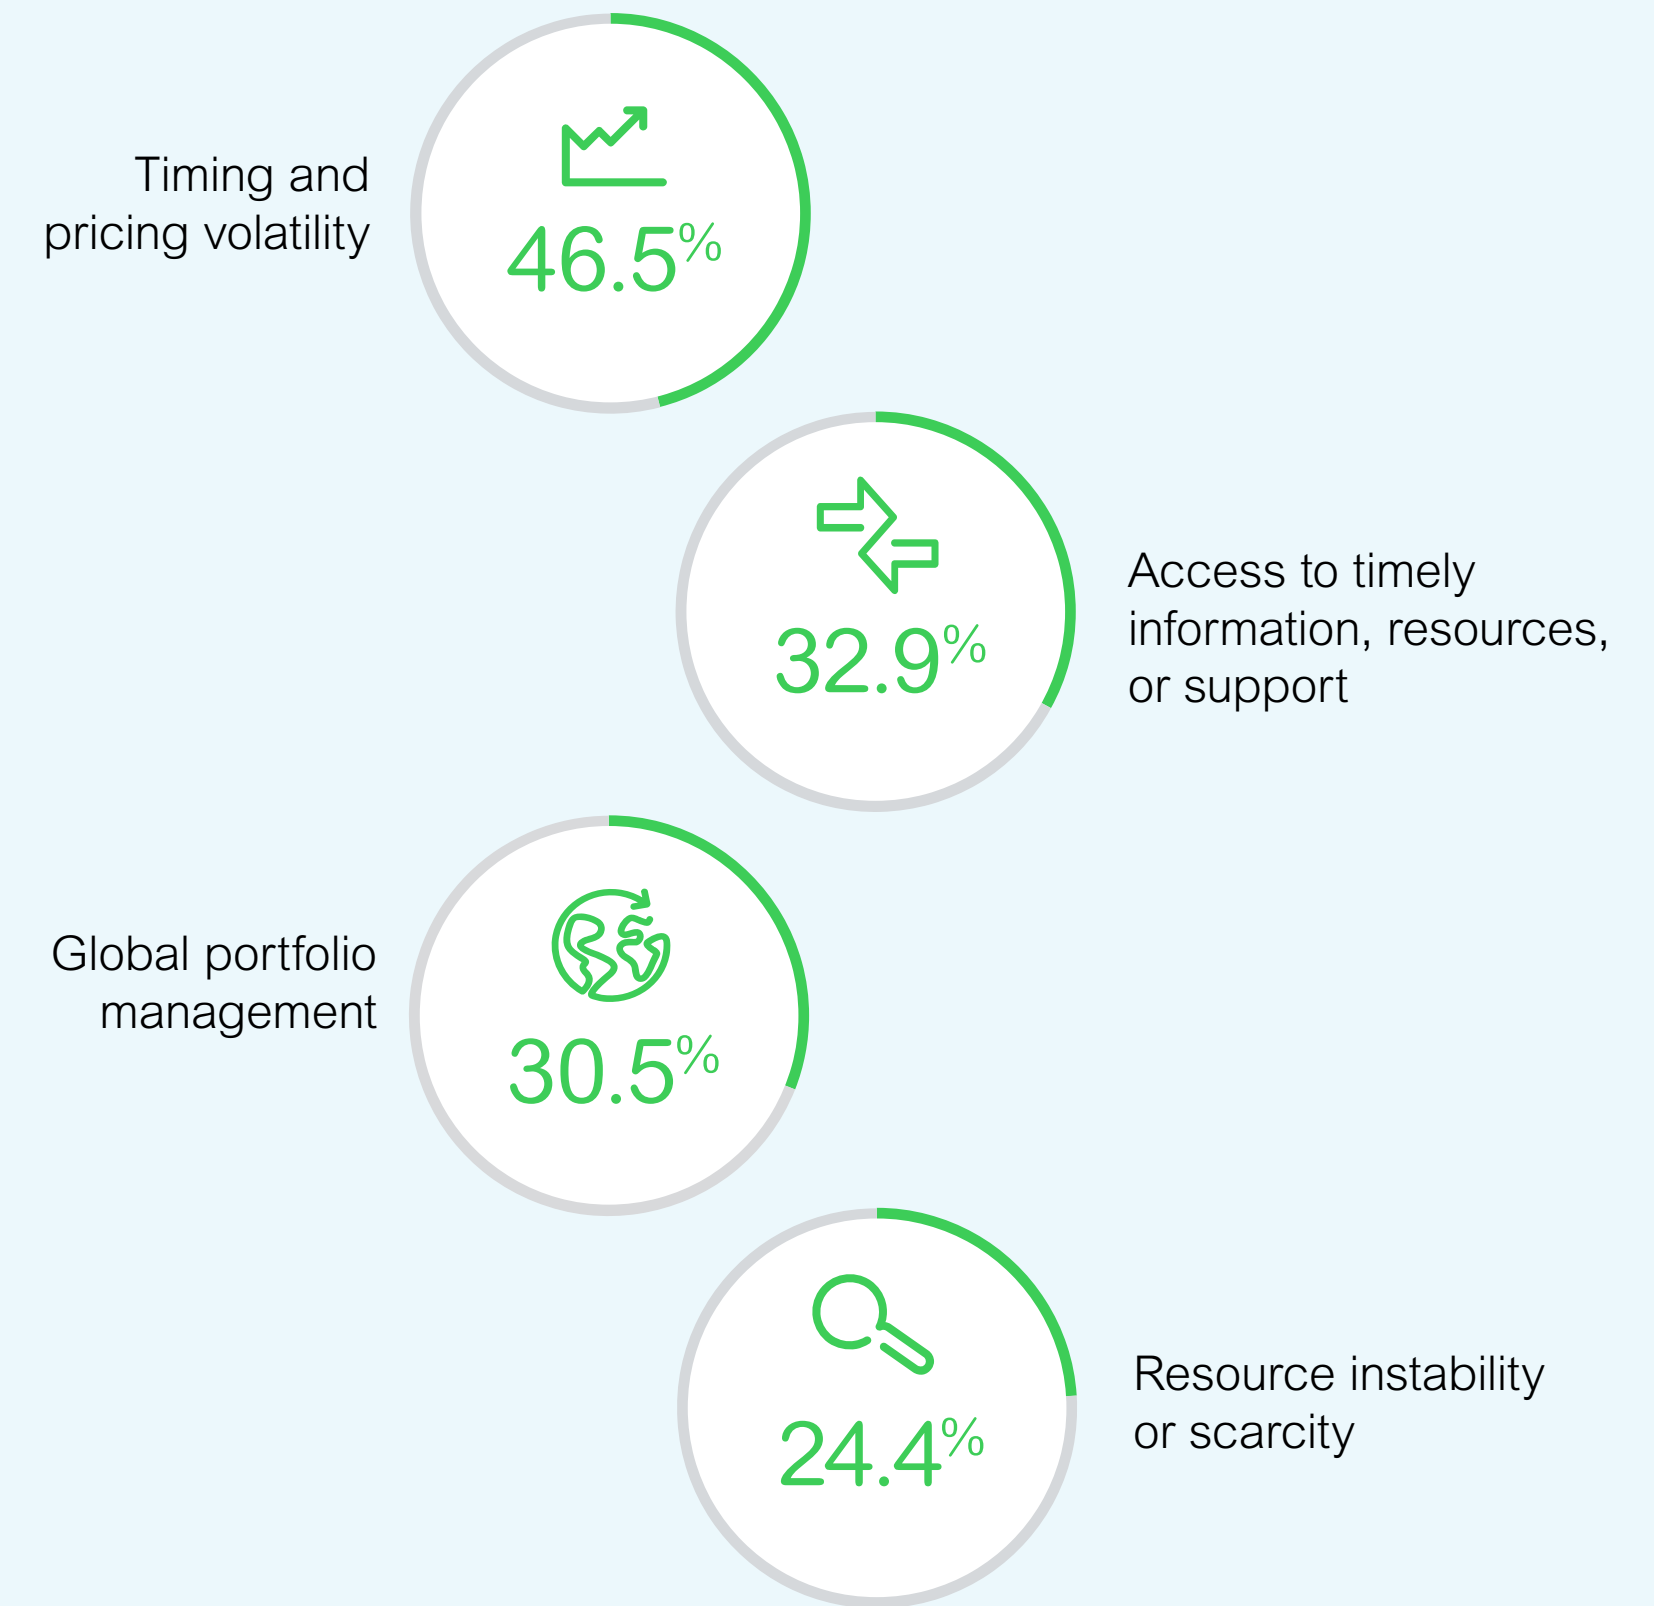 Timing and
pricing volatility
46.5%
32.9%
Access to timely
information, resources,
or support
Global portfolio
management
30.5%
24.4%
Resource instability
or scarcity